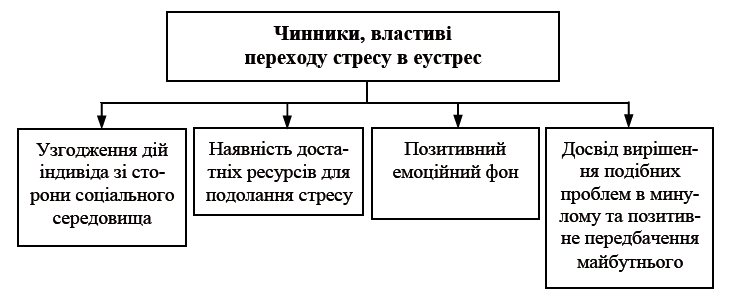 Чинники, властиві
переходу стресу в еустрес
Узгодження дій
індивіда зі сто-
рони соціального
середовища
Наявність доста-
тніх ресурсів для
подолання стресу
Позитивний
емоційний фон
Досвід вирішен-
ня подібних
проблем в мину-
лому та позитив-
не передбачення
майбутнього